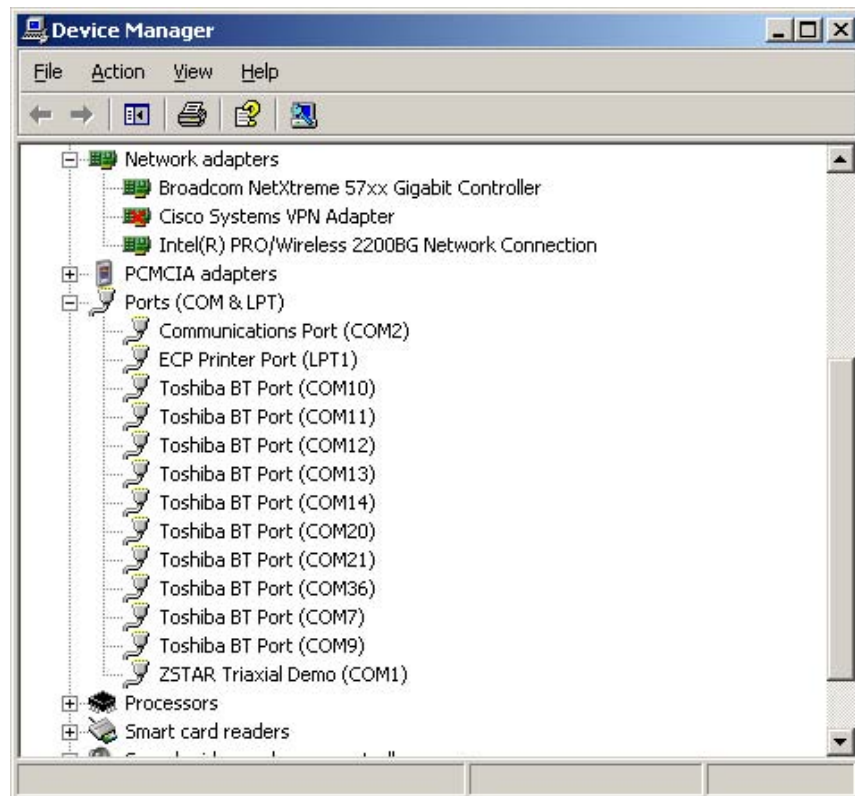 Device Manager
File Action View Help
Network adapters
Broadcom NetXtreme 57xx Gigabit Controller
Cisco Systems VPN Adapter
Intel(R) PRO/Wireless 2200BG Network Connection
PCMCIA adapters
Ports (COM & LPT)
Communications Port (COM2)
ECP Printer Port (LPT1)
Toshiba BT Port (COM10)
Toshiba BT Port (COM11)
Toshiba BT Port (COM12)
Toshiba BT Port (COM13)
Toshiba BT Port (COM14)
Toshiba BT Port (COM20)
Toshiba BT Port (COM21)
Toshiba BT Port (COM36)
Toshiba BT Port (COM7)
Toshiba BT Port (COM9)
ZSTAR Triaxial Demo (COM1)
Processors
Smart card readers